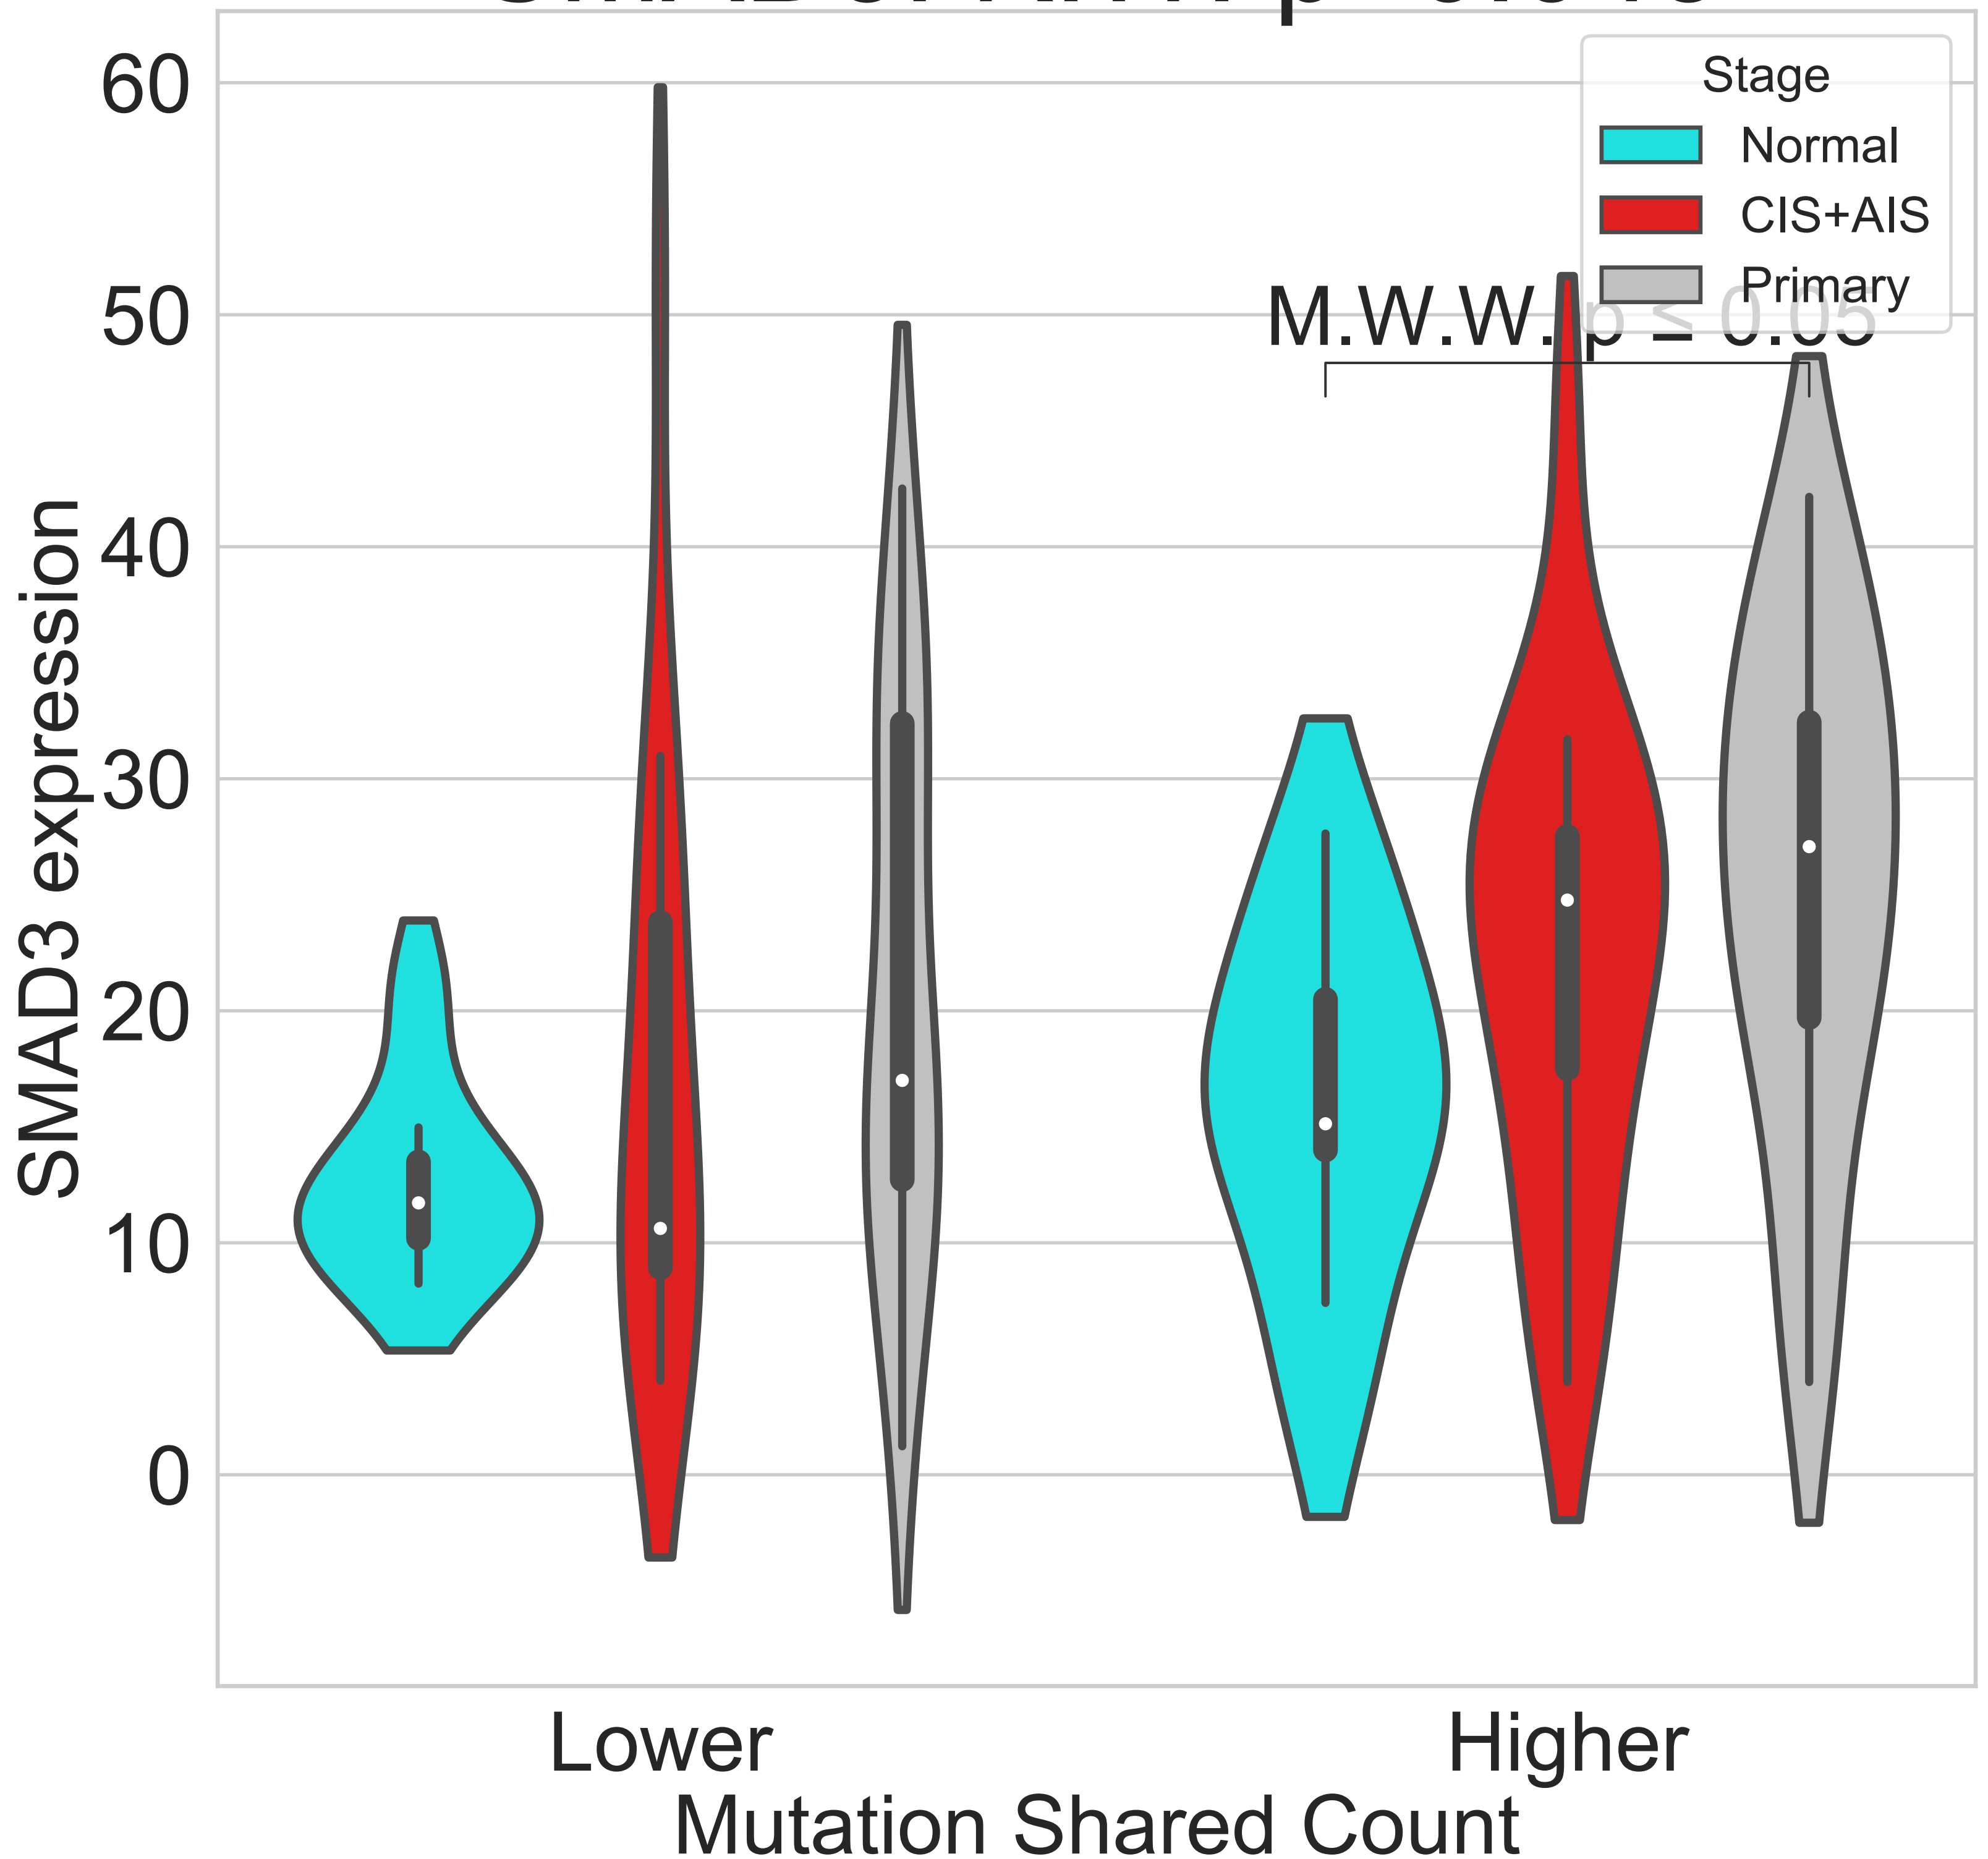 60
50
40
30
20
10
0
SMAD3 expression
Stage
Normal
CIS+AIS
Primary
M.W.W. p ≤ 0.05
Lower
Higher
Mutation Shared Count